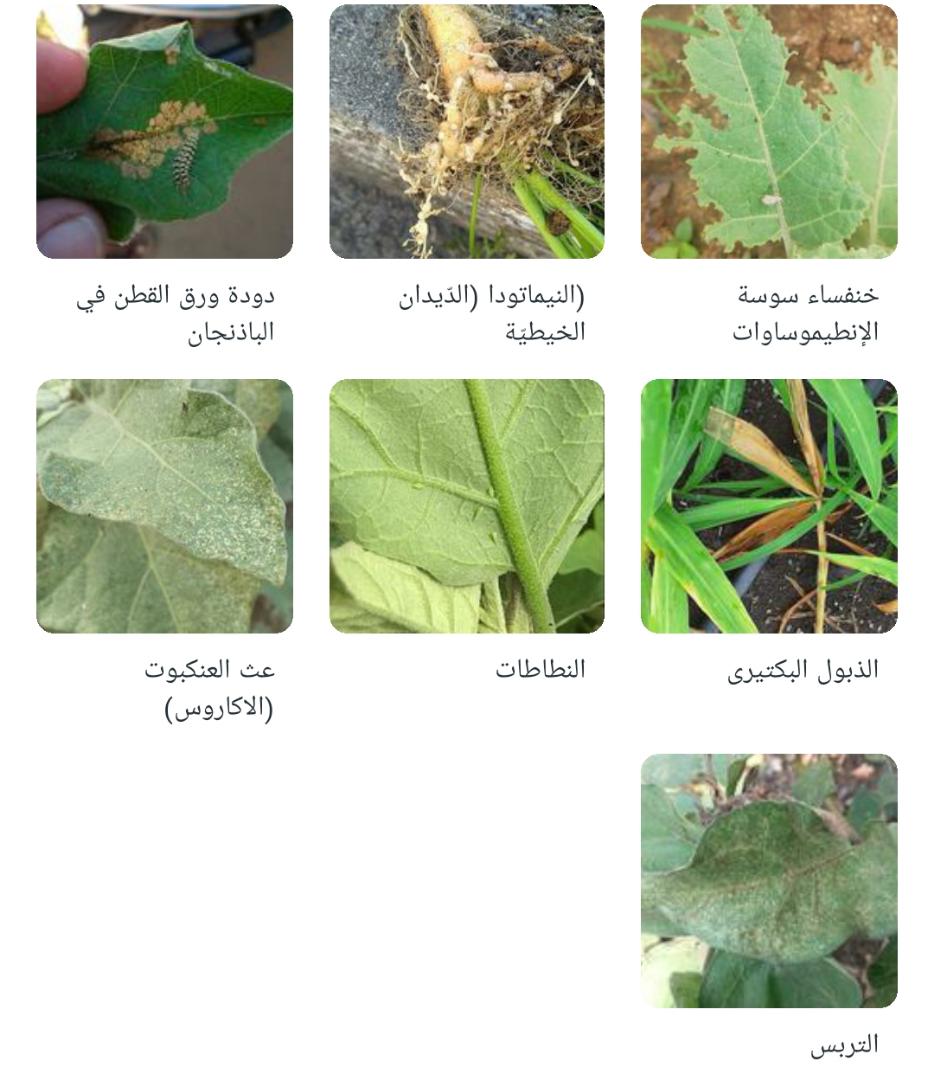 خنفساء سوسة
الإنطيموساوات
(النيماتودا (الدّيدان
الخيطيّة
دودة ورق القطن في
الباذنجان
الذبول البكتيرى
النطاطات
عث العنكبوت
(الاكاروس)
التربس